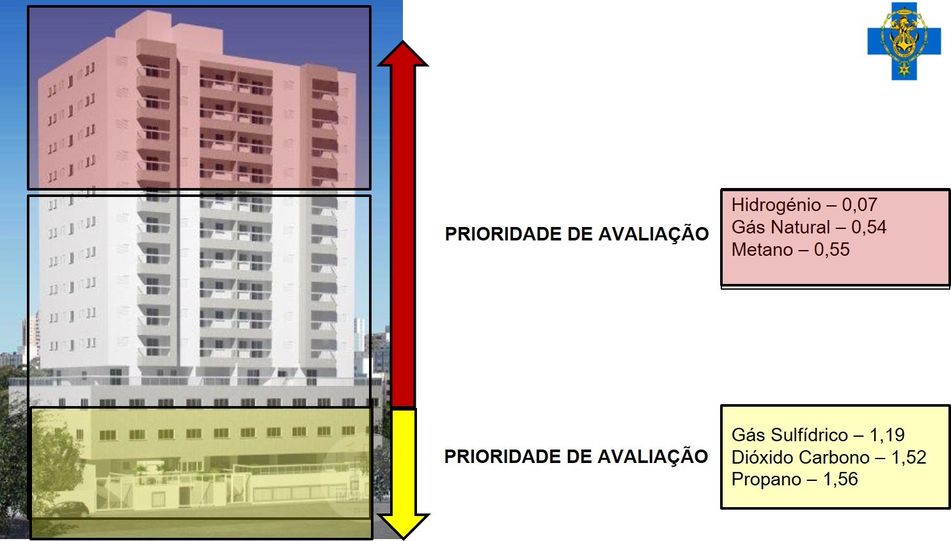 PRIORIDADE DE AVALIAÇÃO
Hidrogénio – 0,07
Gás Natural – 0,54
Metano – 0,55
PRIORIDADE DE AVALIAÇÃO
Gás Sulfídrico – 1,19
Dióxido Carbono – 1,52
Propano – 1,56